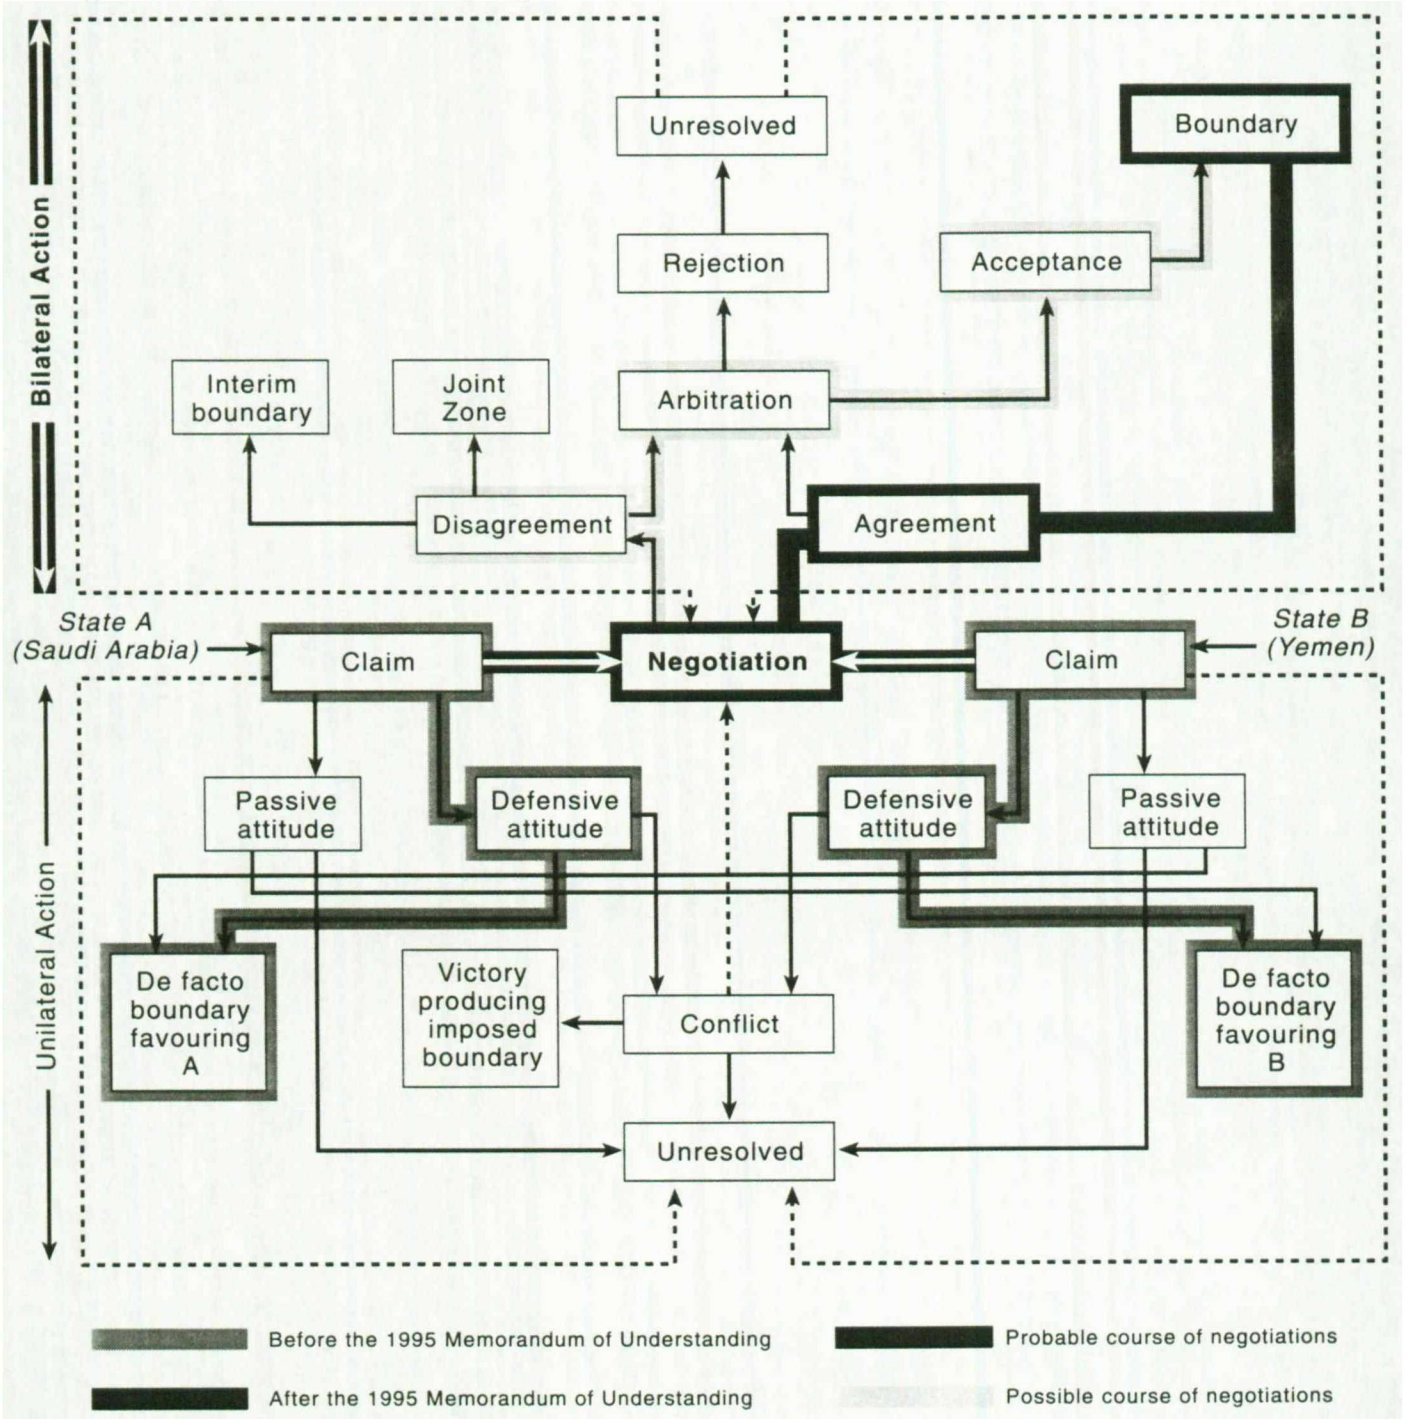 Unresolved
Boundary
Bilateral Action
Rejection
Acceptance
Interim
boundary
Joint
Zone
Arbitration
Disagreement
Agreement
State A
(Saudi Arabia)
Claim
Negotiation
Claim
State B
(Yemen)
Unilateral Action
Passive
attitude
Defensive
attitude
Defensive
attitude
Passive
attitude
De facto
boundary
favouring
A
Victory
producing
imposed
boundary
Conflict
De facto
boundary
favouring
B
Unresolved
Before the 1995 Memorandum of Understanding
Probable course of negotiations
After the 1995 Memorandum of Understanding
Possible course of negotiations